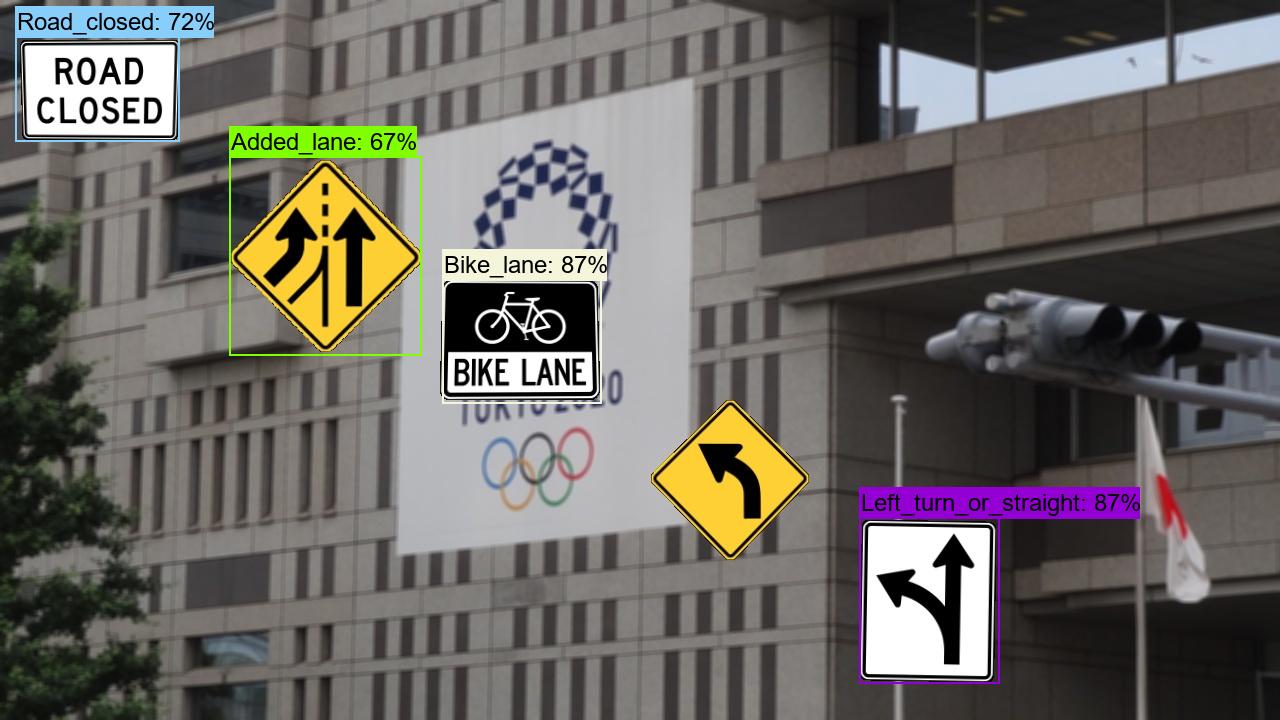 Road_closed: 72%
ROAD
CLOSED
Added_lane: 67%
Bike_lane: 87%
BIKE LANE
TOKYO 2020
Left_turn_or_straight: 87%